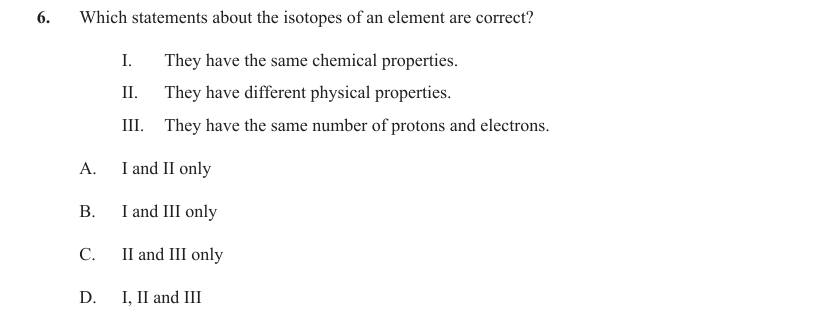 6. Which statements about the isotopes of an element are correct?
I. They have the same chemical properties.
II. They have different physical properties.
III. They have the same number of protons and electrons.
A. I and II only
B. I and III only
C. II and III only
D. I, II and III